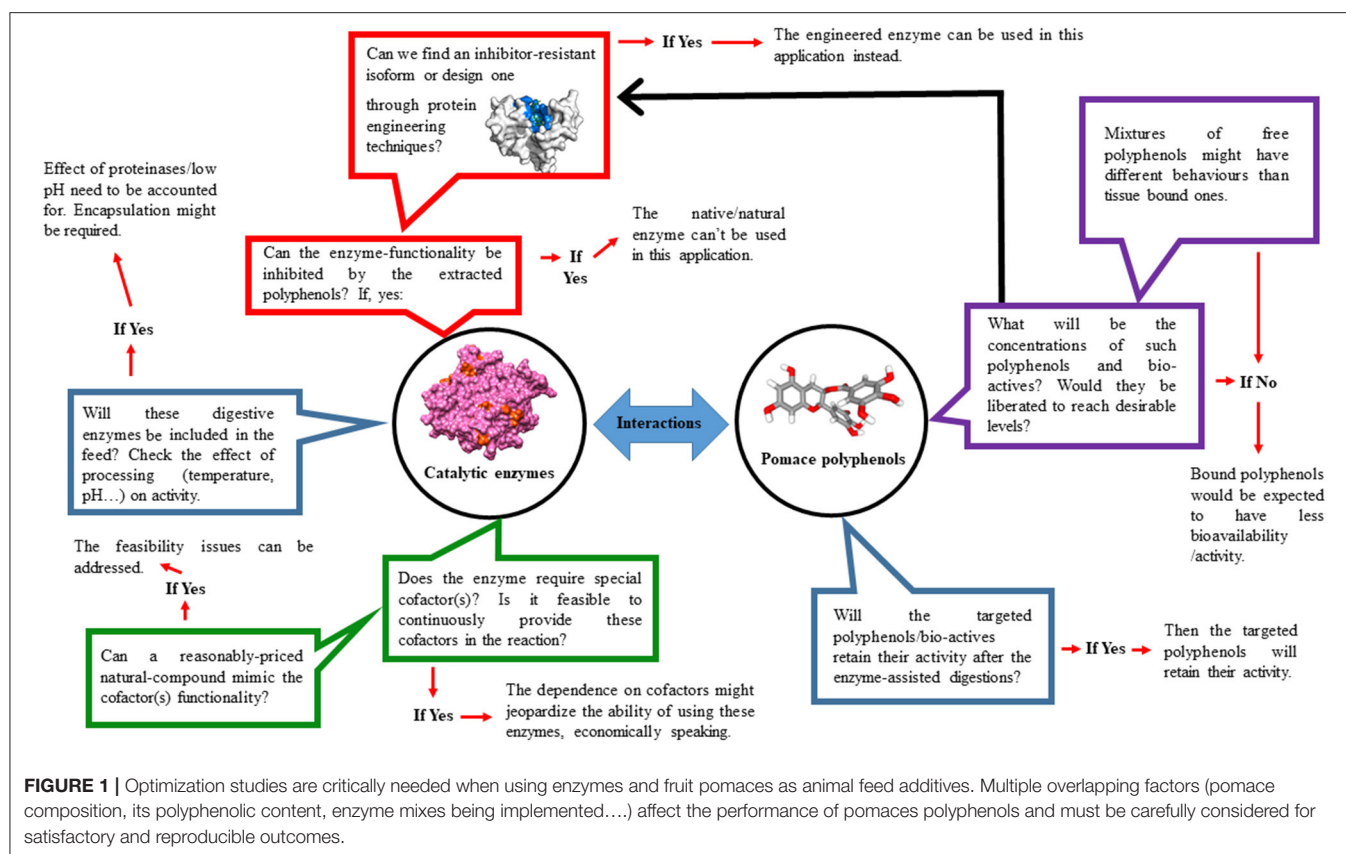 Can we find an inhibitor-resistant
isoform or design one
through protein
engineering
techniques?
If Yes
The engineered enzyme can be used in this
application instead.
Mixtures of free
polyphenols might have
different behaviours than
tissue bound ones.
Effect of proteinases/low
pH need to be accounted
for. Encapsulation might
be required.
If Yes
Can the enzyme-functionality be
inhibited by the extracted
polyphenols? If, yes:
If
Yes
The native/natural
enzyme can't be used
in this application.
What will be the
concentrations of such
polyphenols and bio-
actives? Would they be
liberated to reach desirable
levels?
If No
Bound polyphenols
would be expected
to have less
bioavailability
/activity.
Will these digestive
enzymes be included in the
feed? Check the effect of
processing (temperature,
pH...) on activity.
Catalytic enzymes
Interactions
Pomace polyphenols
The feasibility issues can be
addressed.
If Yes
Can a reasonably-priced
natural-compound mimic the
cofactor(s) functionality?
Does the enzyme require special
cofactor(s)? Is it feasible to
continuously provide these
cofactors in the reaction?
If Yes
The dependence on cofactors might
jeopardize the ability of using these
enzymes, economically speaking.
Will the targeted
polyphenols/bio-actives
retain their activity after the
enzyme-assisted digestions?
If Yes
Then the targeted
polyphenols will
retain their activity.
FIGURE 1 | Optimization studies are critically needed when using enzymes and fruit pomaces as animal feed additives. Multiple overlapping factors (pomace
composition, its polyphenolic content, enzyme mixes being implemented....) affect the performance of pomaces polyphenols and must be carefully considered for
satisfactory and reproducible outcomes.